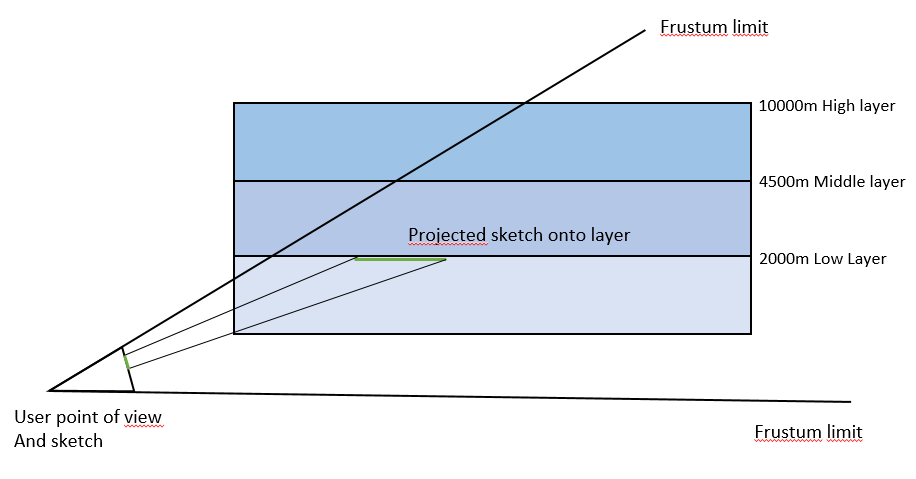 Frustum limit
10000m High layer
4500m Middle layer
Projected sketch onto layer
2000m Low Layer
User point of view
And sketch
Frustum limit